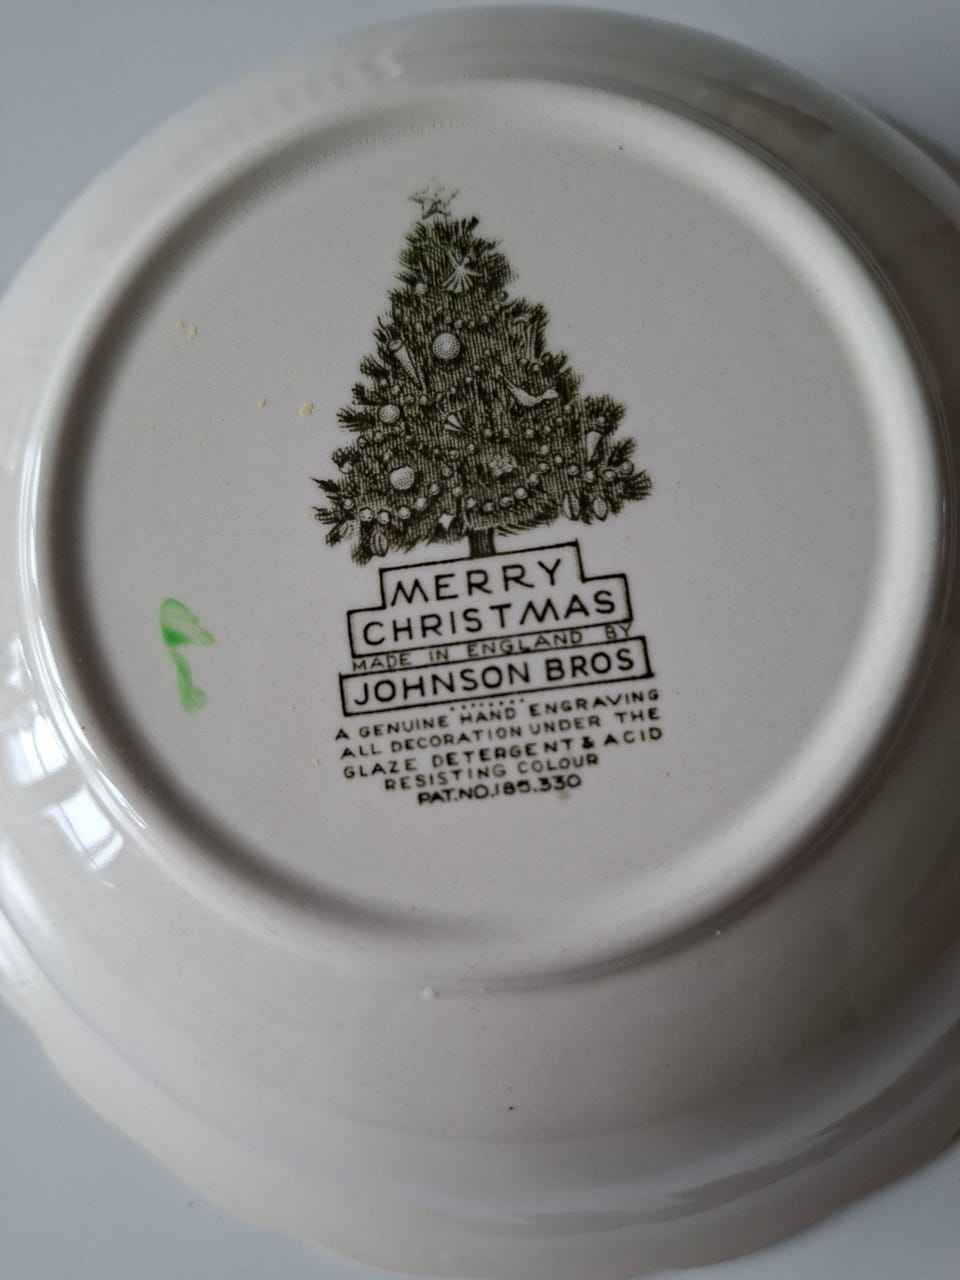 MERRY
CHRISTMAS
MADE IN ENGLAND BY
JOHNSON BROS
A GENUINE HAND ENGRAVING
ALL DECORATION UNDER THE
GLAZE DETERGENT & ACID
RESISTING COLOUR
PAT.NO.185.330